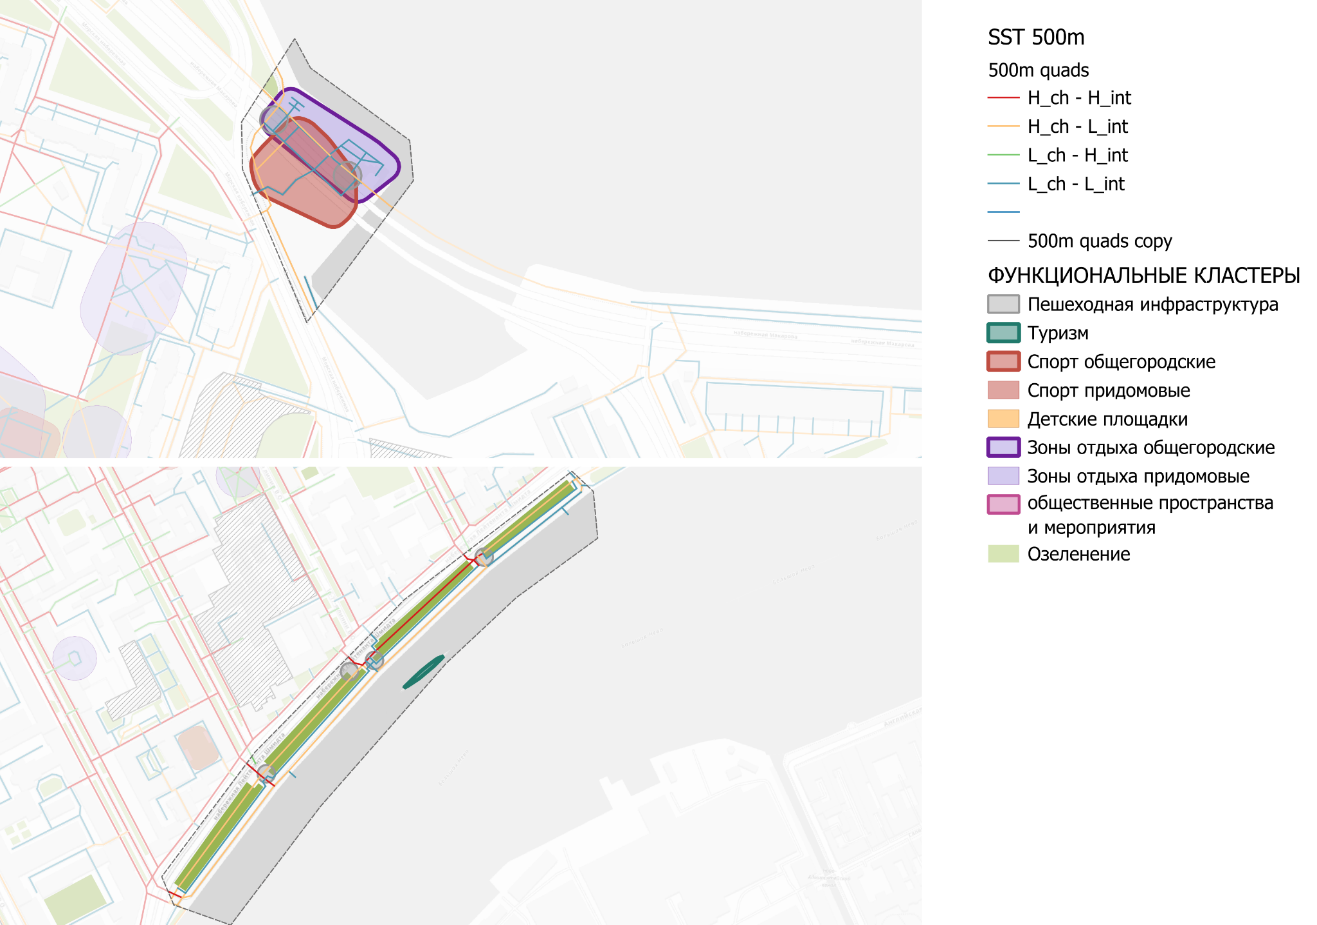 SST 500m
500m quads
H_ch - H_int
H_ch - L_int
L_ch - H_int
L_ch - L_int
500m quads copy
ФУНКЦИОНАЛЬНЫЕ КЛАСТЕРЫ
Пешеходная инфраструктура
Туризм
Спорт общегородские
Спорт придомовые
Детские площадки
Зоны отдыха общегородские
Зоны отдыха придомовые
общественные пространства
и мероприятия
Озеленение